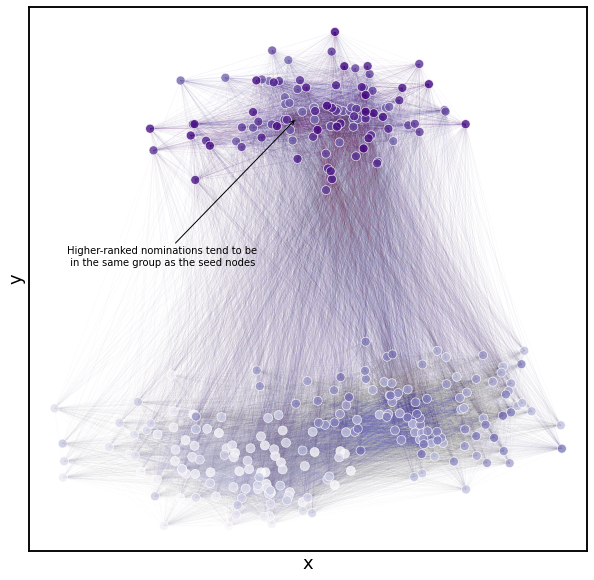 Higher-ranked nominations tend to be
in the same group as the seed nodes
y
x